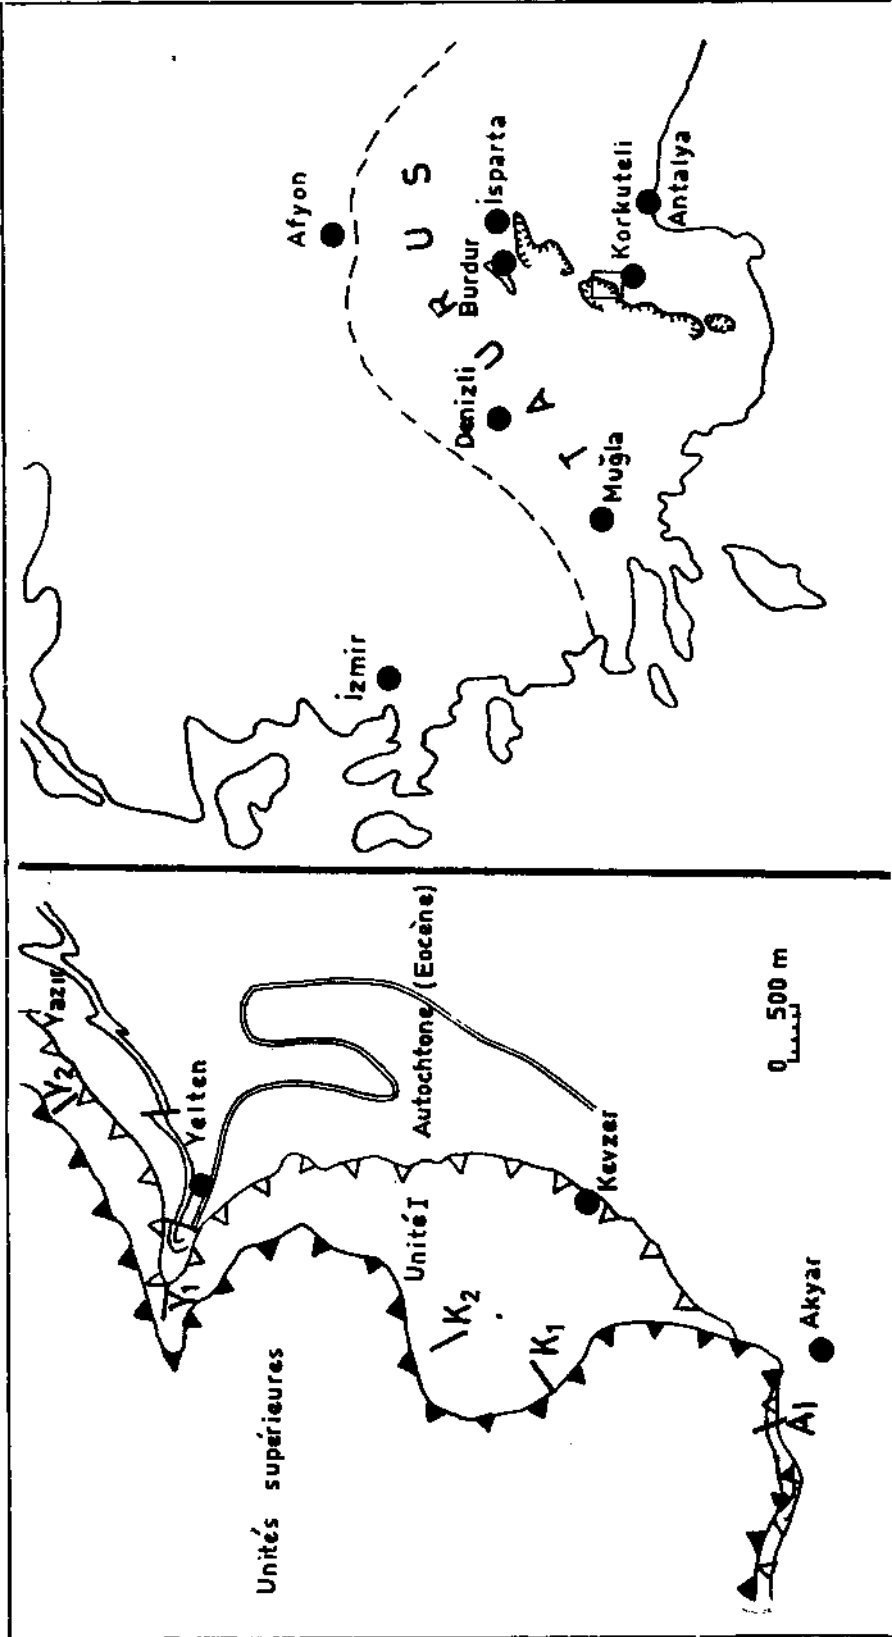 Unités supérieures
Y1
Y2
Yazır
Yelten
Autochtone (Eocène)
Unité I
K2
K1
Kevzer
A1
Akyar
0 500 m
İzmir
Afyon
TAURUS
Denizli
Burdur
İsparta
Muğla
Korkuteli
Antalya